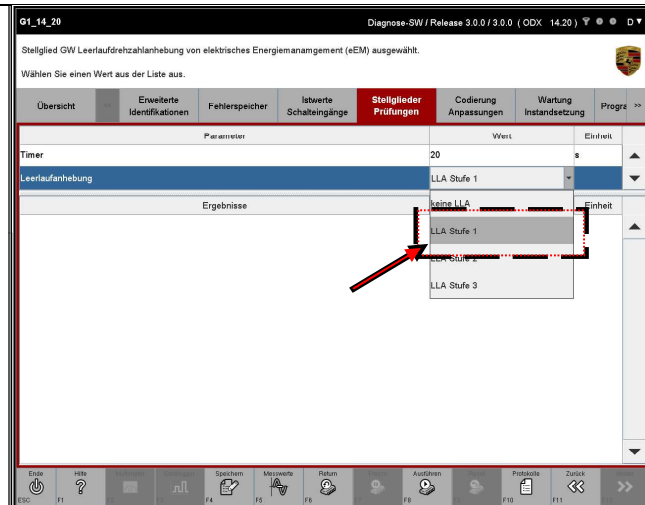 G1_14_20 Diagnose-SW / Release 3.0.0 / 3.0.0 ( ODX 14.20 ) D
Stellglied GW Leerlaufdrehzahlanhebung von elektrisches Energiemanamgement (eEM) ausgewählt.
Wählen Sie einen Wert aus der Liste aus.
Übersicht Erweiterte Identifikationen Fehlerspeicher Istwerte Schalteingänge Stellglieder Prüfungen Codierung Anpassungen Wartung Instandsetzung Progra >>
Parameter Wert Einheit
Timer 20 s
Leerlaufanhebung LLA Stufe 1
Ergebnisse keine LLA Einheit
LLA Stufe 1
LLA Stufe 2
LLA Stufe 3
Ende Hilfe Speichern Messwerte Return Ausführen Protokolle Zurück
ESC F1 F4 F5 F6 F8 F10 F11